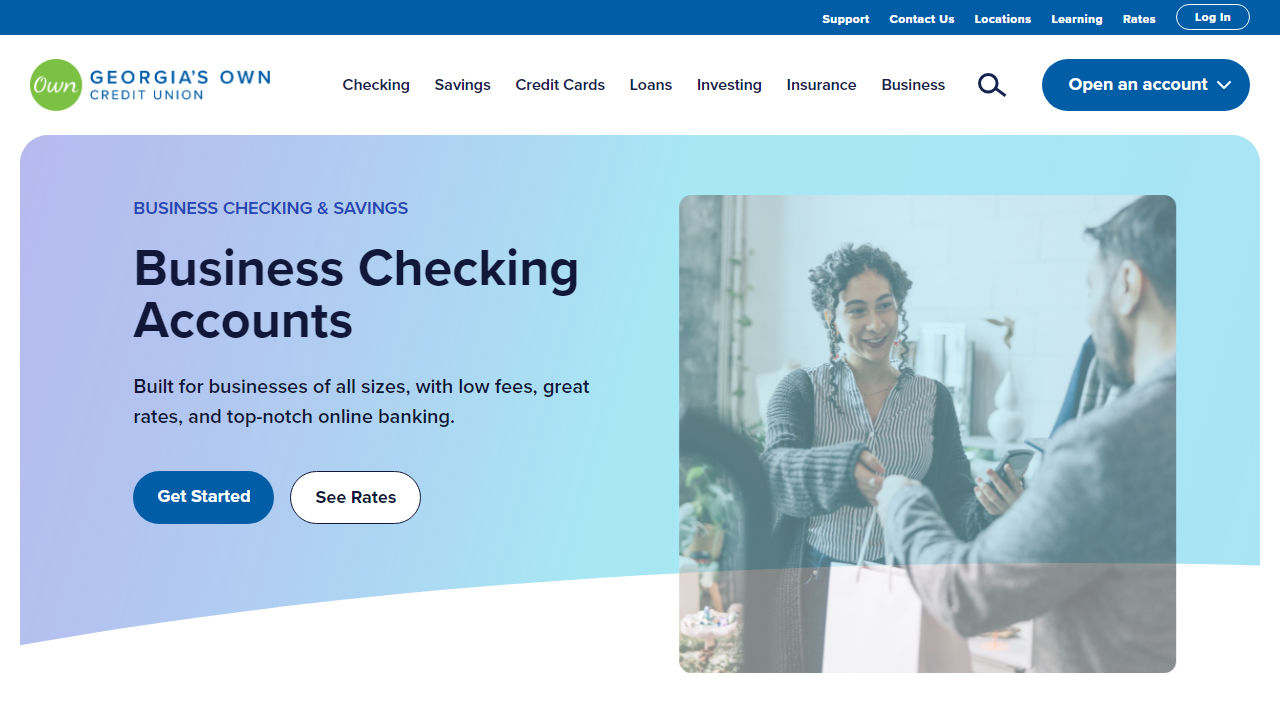 Support Contact Us Locations Learning Rates Log In
Own GEORGIA'S OWN
CREDIT UNION
Checking Savings Credit Cards Loans Investing Insurance Business Open an account
BUSINESS CHECKING & SAVINGS
Business Checking
Accounts
Built for businesses of all sizes, with low fees, great
rates, and top-notch online banking.
Get Started See Rates